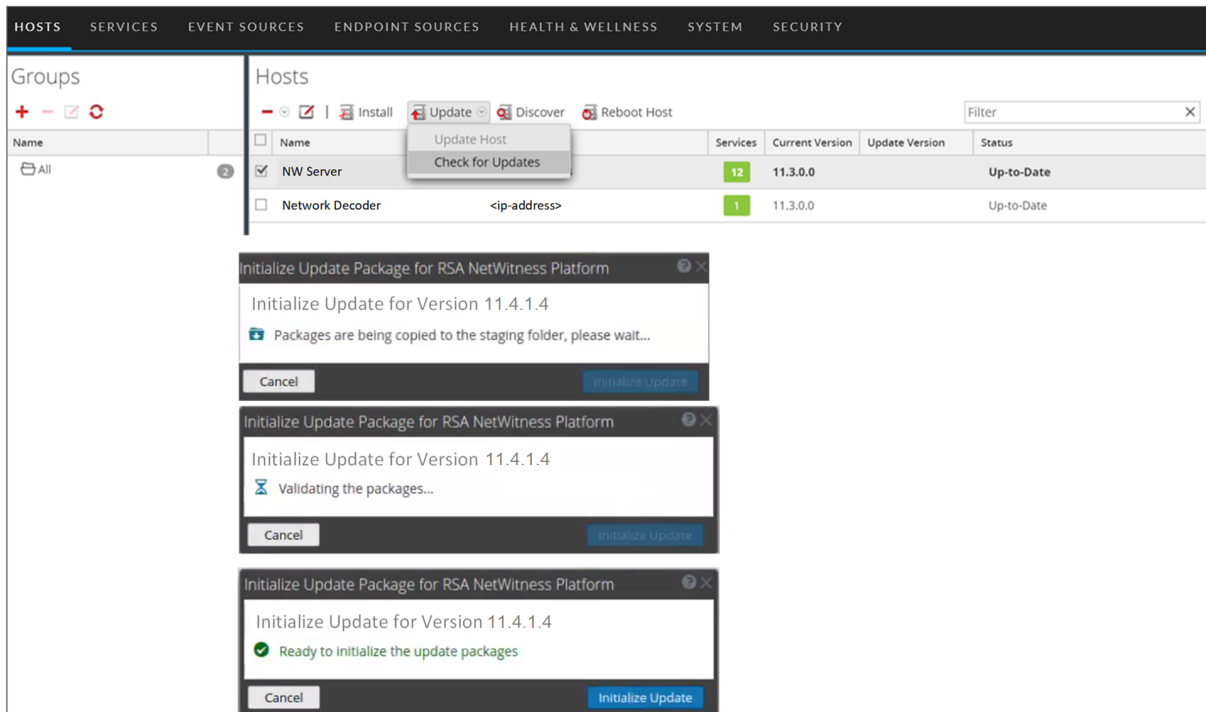 HOSTS SERVICES EVENT SOURCES ENDPOINT SOURCES HEALTH & WELLNESS SYSTEM SECURITY
Groups
Name
All 2
Hosts
Install Update Discover Reboot Host Filter
Update Host
Check for Updates
Name Services Current Version Update Version Status
NW Server 12 11.3.0.0 Up-to-Date
Network Decoder <ip-address> 1 11.3.0.0 Up-to-Date
Initialize Update Package for RSA NetWitness Platform
Initialize Update for Version 11.4.1.4
Packages are being copied to the staging folder, please wait...
Cancel Initialize Update
Initialize Update Package for RSA NetWitness Platform
Initialize Update for Version 11.4.1.4
Validating the packages...
Cancel Initialize Update
Initialize Update Package for RSA NetWitness Platform
Initialize Update for Version 11.4.1.4
Ready to initialize the update packages
Cancel Initialize Update